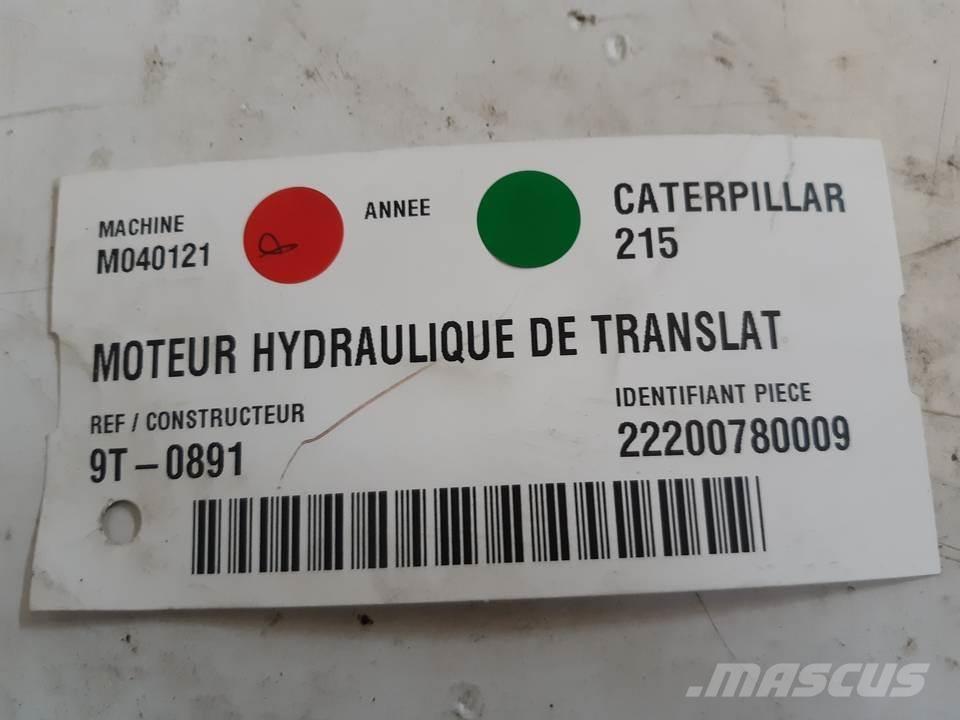 MACHINE
M040121
ANNEE
CATERPILLAR
215
MOTEUR HYDRAULIQUE DE TRANSLAT
REF / CONSTRUCTEUR
9T-0891
IDENTIFIANT PIECE
22200780009
.MASCUS